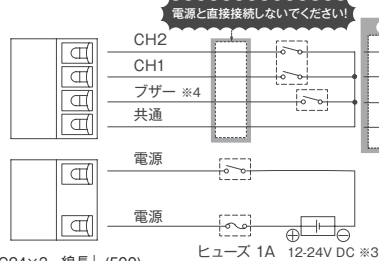 電源と直接接続しないでください!
CH2
CH1
ブザー ※4
共通
電源
電源
⊕ ⊖
ヒューズ 1A 12-24V DC ※3